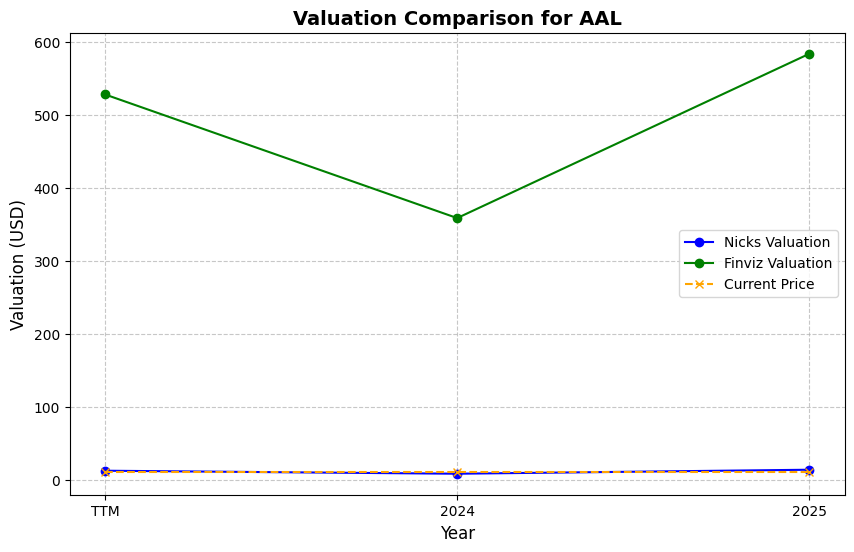 Valuation Comparison for AAL
Valuation (USD)
600
500
400
300
200
100
0
Nicks Valuation
Finviz Valuation
Current Price
TTM
2024
2025
Year